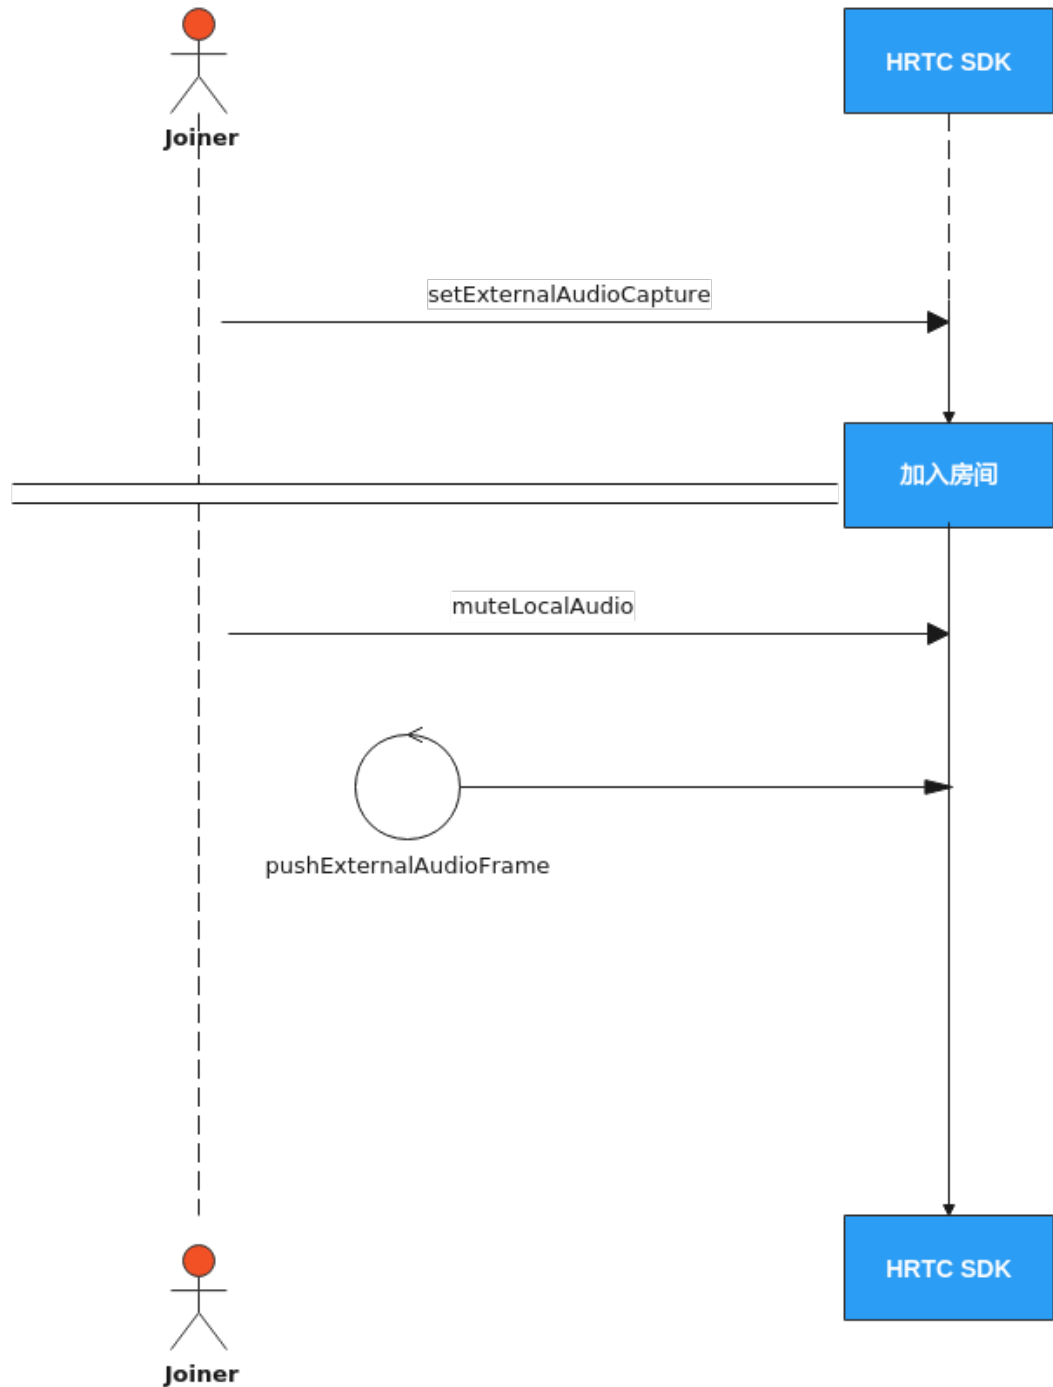 HRTC SDK
Joiner
setExternalAudioCapture
加入房间
muteLocalAudio
pushExternalAudioFrame
HRTC SDK
Joiner